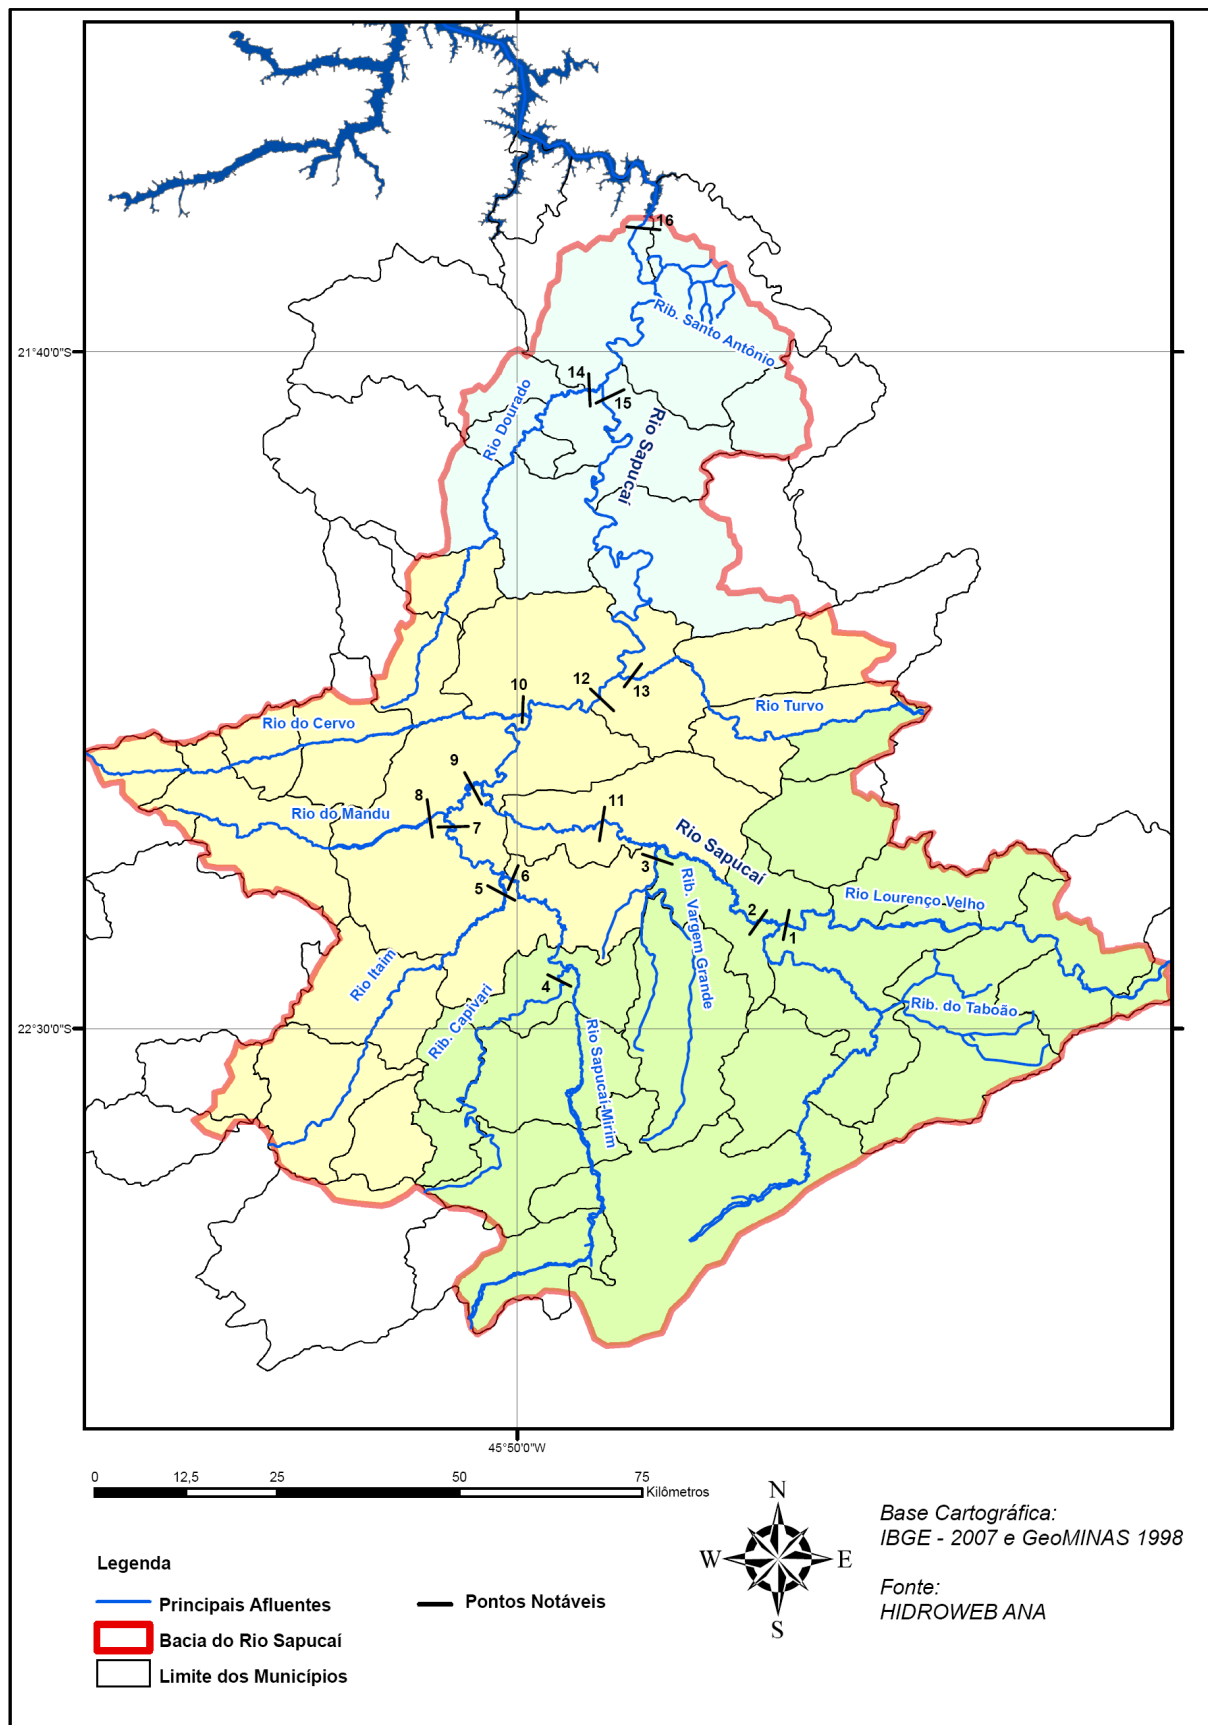 16
Rib. Santo Antônio
21°40'0"S
14
15
Rio Dourado
Rio Sapucaí
12
13
10
Rio Turvo
Rio do Cervo
9
8
11
Rio do Mandu
7
Rio Sapucaí
3
6
5
Rib. Vargem Grande
Rio Lourenço Velho
2
1
Rio Itaim
4
Rib. Capivari
Rib. do Taboão
22°30'0"S
Rio Sapucaí-Mirim
45°50'0"W
0 12,5 25 50 75
Kilômetros
N
W E
S
Base Cartográfica:
IBGE - 2007 e GeoMINAS 1998
Fonte:
HIDROWEB ANA
Legenda
Principais Afluentes
Pontos Notáveis
Bacia do Rio Sapucaí
Limite dos Municípios